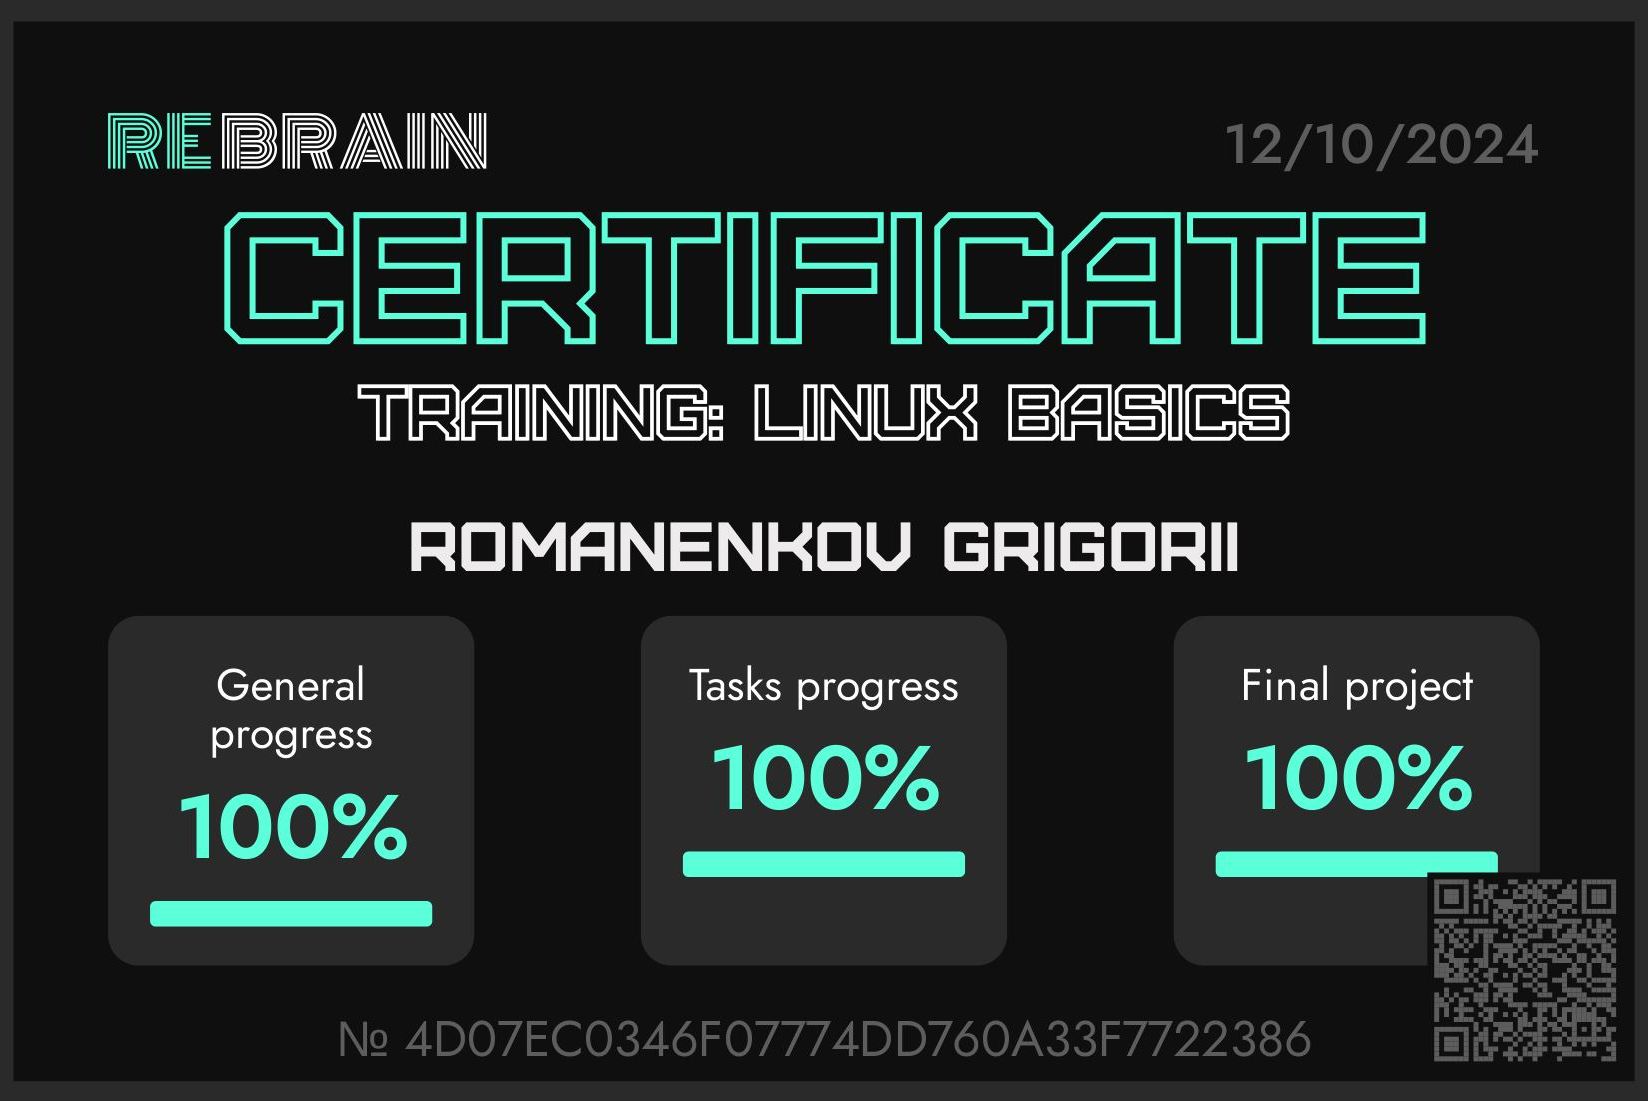 REBRAIN
12/10/2024
CERTIFICATE
TRAINING: LINUX BASICS
ROMANENKOV GRIGORII
General
progress
100%
Tasks progress
100%
Final project
100%
№ 4D07EC0346F07774DD760A33F7722386